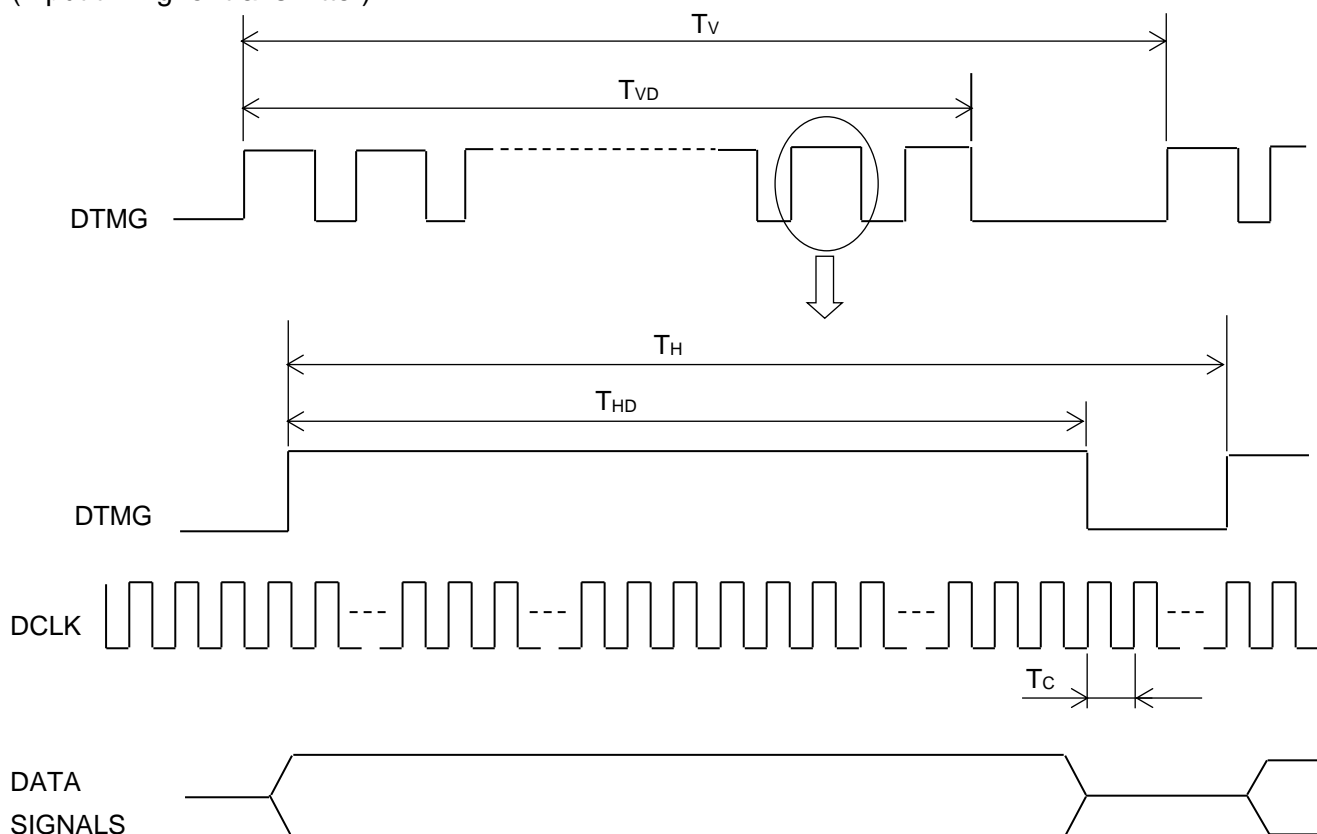 TV
TVD
DTMG
TH
THD
DTMG
DCLK
TC
DATA
SIGNALS